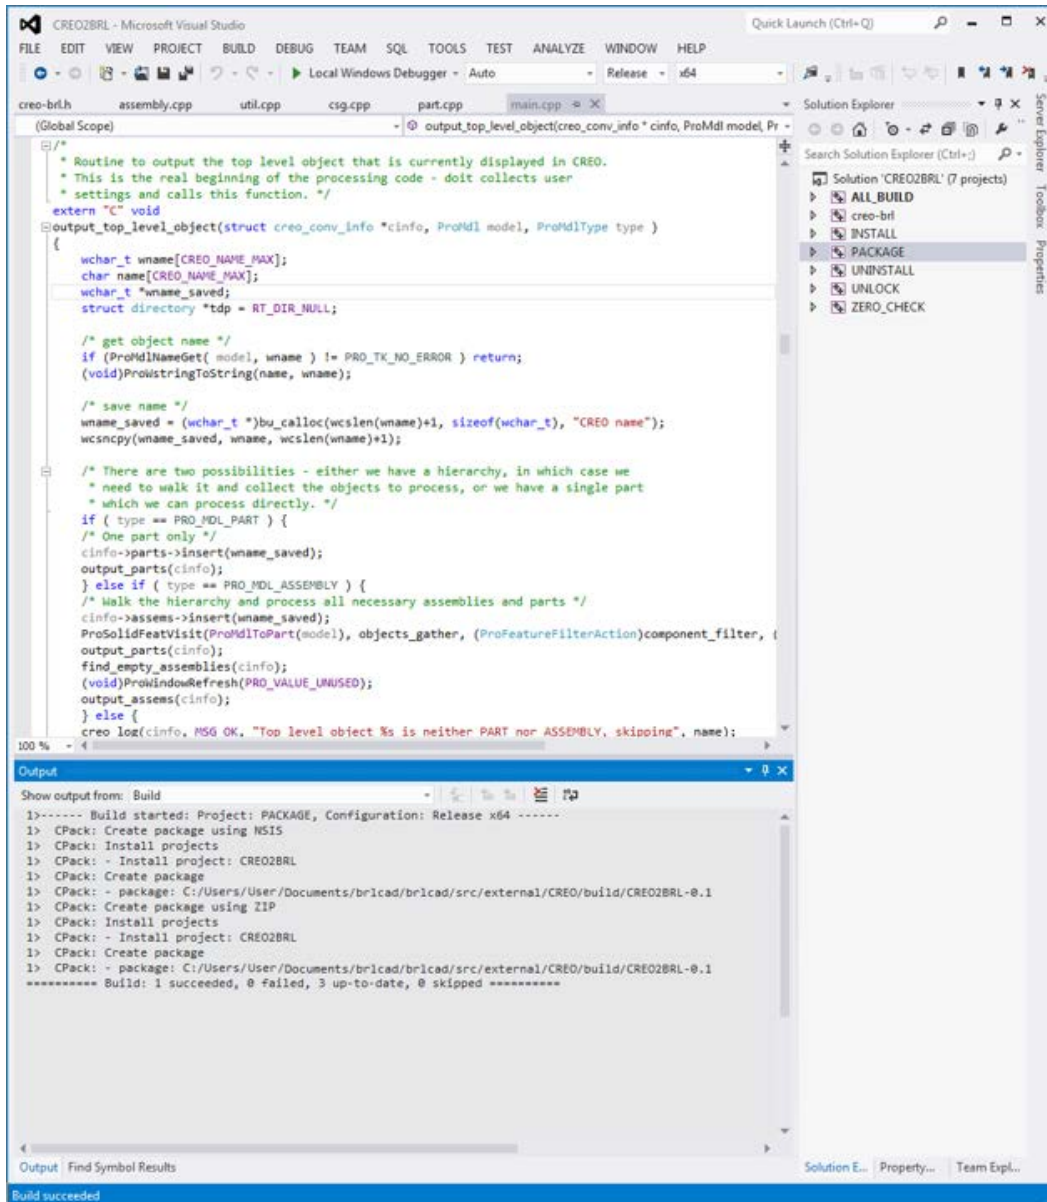 CREO2BRL - Microsoft Visual Studio
Quick Launch (Ctrl+Q)
FILE EDIT VIEW PROJECT BUILD DEBUG TEAM SQL TOOLS TEST ANALYZE WINDOW HELP
Local Windows Debugger Auto Release x64
creo-brl.h assembly.cpp util.cpp csg.cpp part.cpp main.cpp
(Global Scope) output_top_level_object(creo_conv_info * cinfo, ProMdl model, Pr
/*
* Routine to output the top level object that is currently displayed in CREO.
* This is the real beginning of the processing code - doit collects user
* settings and calls this function. */
extern "C" void
output_top_level_object(struct creo_conv_info *cinfo, ProMdl model, ProMdlType type )
{
wchar_t wname[CREO_NAME_MAX];
char name[CREO_NAME_MAX];
wchar_t *wname_saved;
struct directory *tdp = RT_DIR_NULL;
/* get object name */
if (ProMdlNameGet( model, wname ) != PRO_TK_NO_ERROR ) return;
(void)ProWstringToString(name, wname);
/* save name */
wname_saved = (wchar_t *)bu_calloc(wcslen(wname)+1, sizeof(wchar_t), "CREO name");
wcsncpy(wname_saved, wname, wcslen(wname)+1);
/* There are two possibilities - either we have a hierarchy, in which case we
* need to walk it and collect the objects to process, or we have a single part
* which we can process directly. */
if ( type == PRO_MDL_PART ) {
/* One part only */
cinfo->parts->insert(wname_saved);
output_parts(cinfo);
} else if ( type == PRO_MDL_ASSEMBLY ) {
/* Walk the hierarchy and process all necessary assemblies and parts */
cinfo->assems->insert(wname_saved);
ProSolidFeatVisit(ProMdlToPart(model), objects_gather, (ProFeatureFilterAction)component_filter, (
output_parts(cinfo);
find_empty_assemblies(cinfo);
(void)ProWindowRefresh(PRO_VALUE_UNUSED);
output_assems(cinfo);
} else {
creo_log(cinfo, MSG_OK, "Top level object %s is neither PART nor ASSEMBLY, skipping", name);
100 %
Output
Show output from: Build
1>------ Build started: Project: PACKAGE, Configuration: Release x64 ------
1> CPack: Create package using NSIS
1> CPack: Install projects
1> CPack: - Install project: CREO2BRL
1> CPack: Create package
1> CPack: - package: C:/Users/User/Documents/brlcad/brlcad/src/external/CREO/build/CREO2BRL-0.1
1> CPack: Create package using ZIP
1> CPack: Install projects
1> CPack: - Install project: CREO2BRL
1> CPack: Create package
1> CPack: - package: C:/Users/User/Documents/brlcad/brlcad/src/external/CREO/build/CREO2BRL-0.1
========== Build: 1 succeeded, 0 failed, 3 up-to-date, 0 skipped ==========
Output Find Symbol Results
Build succeeded
Solution Explorer
Search Solution Explorer (Ctrl+;)
Solution 'CREO2BRL' (7 projects)
ALL_BUILD
creo-brl
INSTALL
PACKAGE
UNINSTALL
UNLOCK
ZERO_CHECK
Solution E... Property... Team Expl...
Server Explorer
Toolbox
Properties